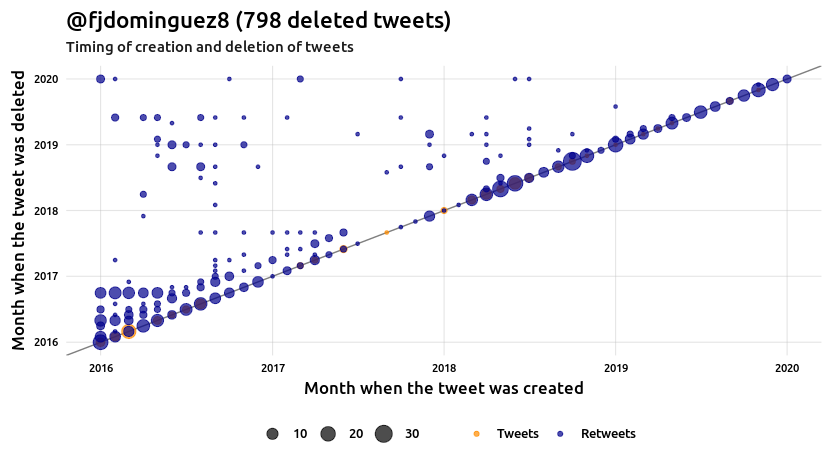 @fjdominguez8 (798 deleted tweets)
Timing of creation and deletion of tweets
Month when the tweet was deleted
2020
2019
2018
2017
2016
2016 2017 2018 2019 2020
Month when the tweet was created
10 20 30 Tweets Retweets